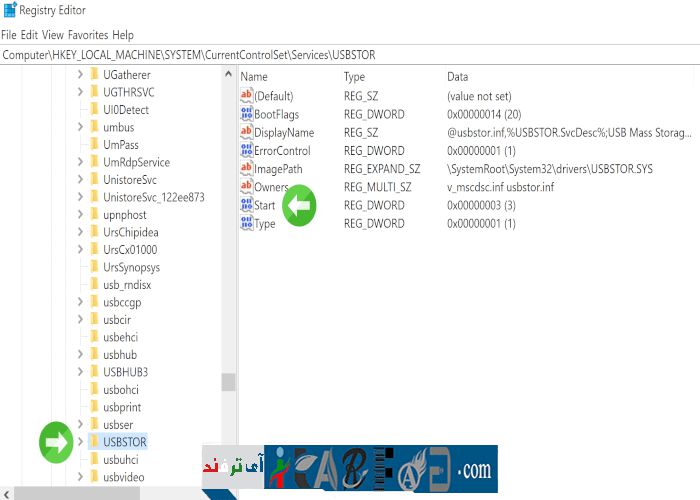 Registry Editor
File Edit View Favorites Help
Computer\HKEY_LOCAL_MACHINE\SYSTEM\CurrentControlSet\Services\USBSTOR
UGatherer
UGTHRSVC
UI0Detect
umbus
UmPass
UmRdpService
UnistoreSvc
UnistoreSvc_122ee873
upnphost
UrsChipidea
UrsCx01000
UrsSynopsys
usb_rndisx
usbccgp
usbcir
usbehci
usbhub
USBHUB3
usbohci
usbprint
usbser
USBSTOR
usbuhci
usbvideo
Name Type Data
(Default) REG_SZ (value not set)
BootFlags REG_DWORD 0x00000014 (20)
DisplayName REG_SZ @usbstor.inf,%USBSTOR.SvcDesc%;USB Mass Storag...
ErrorControl REG_DWORD 0x00000001 (1)
ImagePath REG_EXPAND_SZ \SystemRoot\System32\drivers\USBSTOR.SYS
Owners REG_MULTI_SZ v_mscdsc.inf usbstor.inf
Start REG_DWORD 0x00000003 (3)
Type REG_DWORD 0x00000001 (1)
آی ترفند
.com